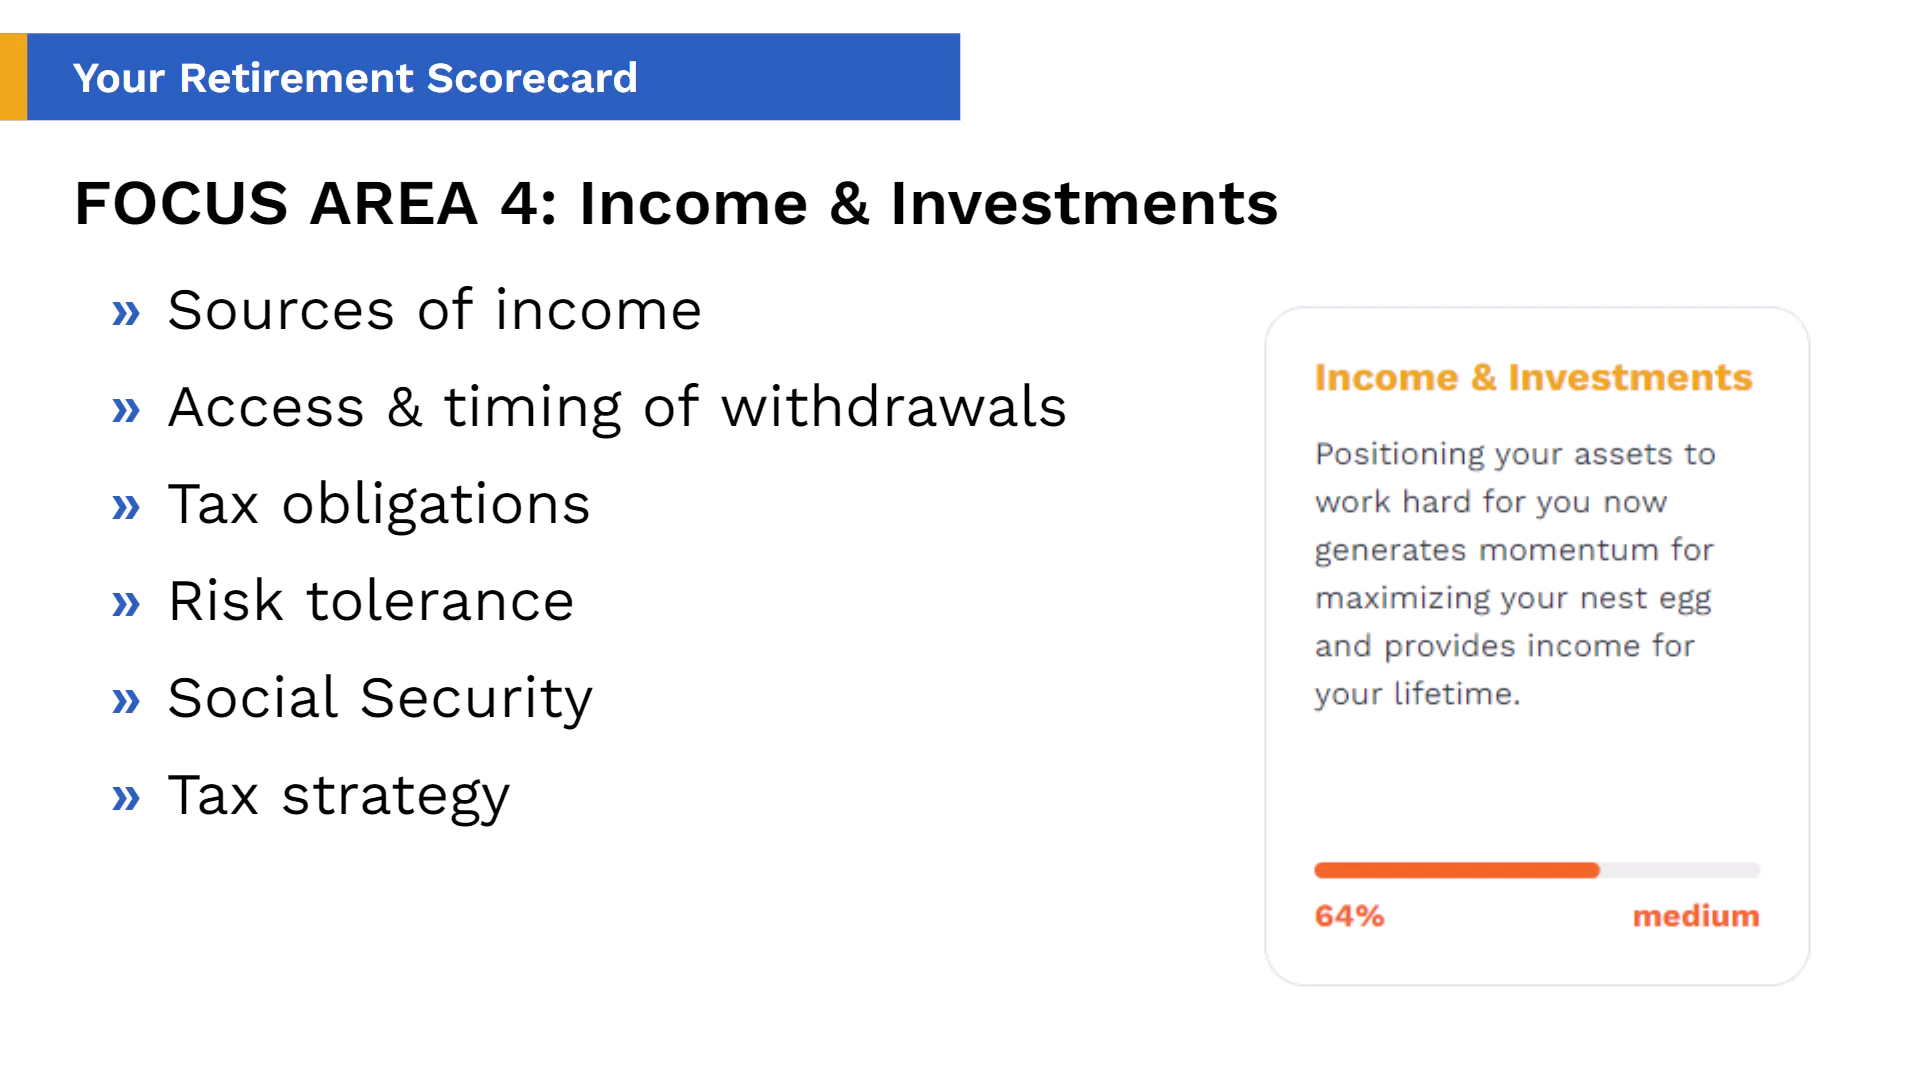 Your Retirement Scorecard
FOCUS AREA 4: Income & Investments
» Sources of income
» Access & timing of withdrawals
» Tax obligations
» Risk tolerance
» Social Security
» Tax strategy
Income & Investments
Positioning your assets to
work hard for you now
generates momentum for
maximizing your nest egg
and provides income for
your lifetime.
64% medium